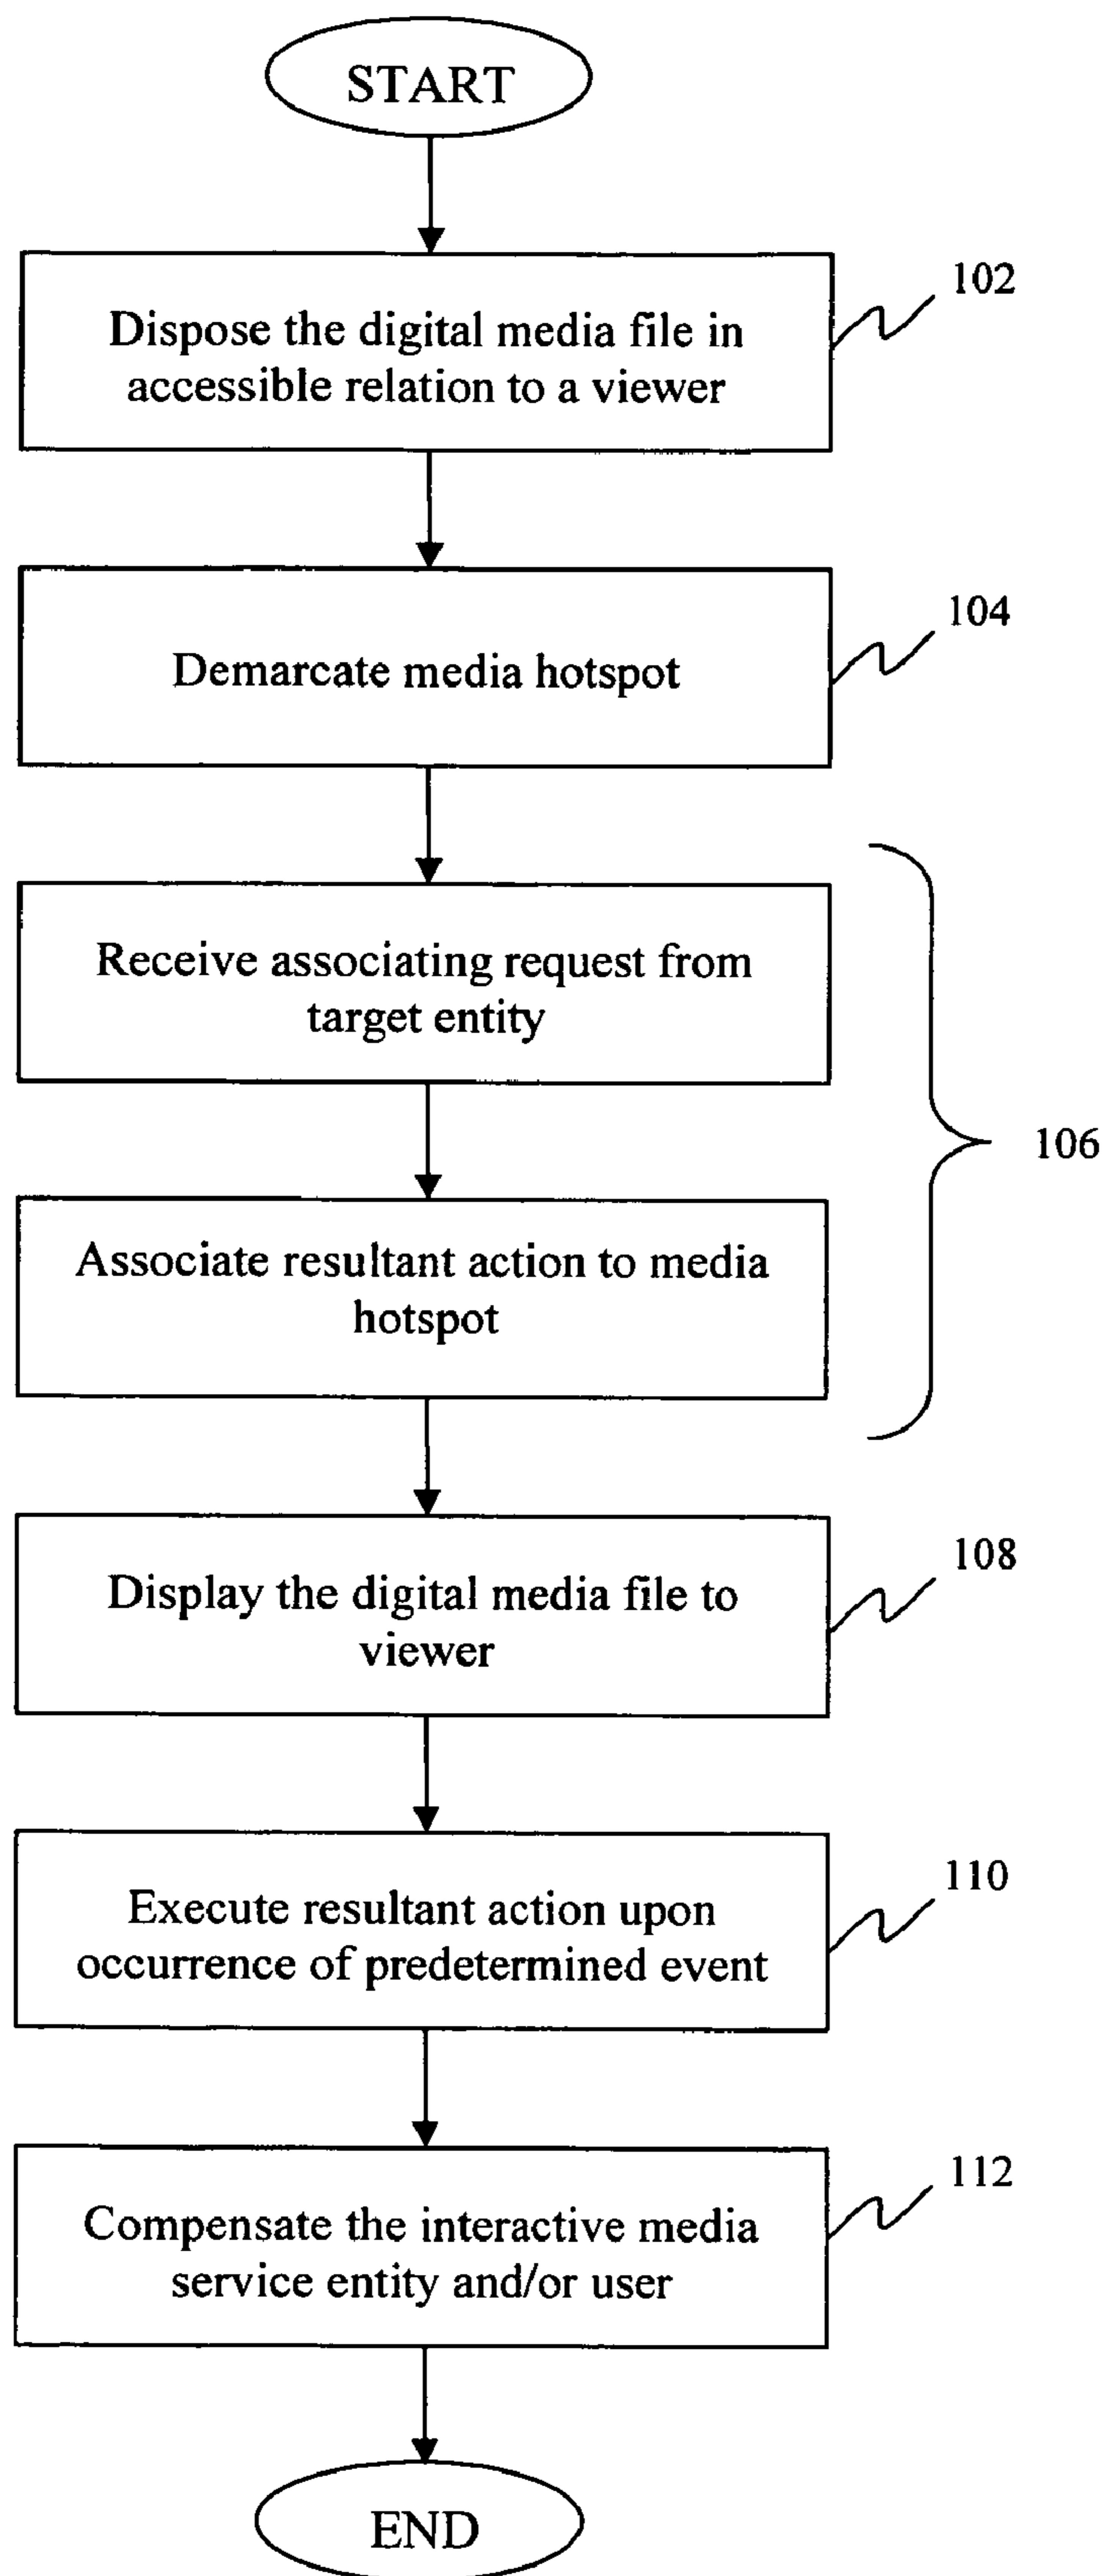 START
Dispose the digital media file in
accessible relation to a viewer
102
Demarcate media hotspot
104
Receive associating request from
target entity
106
Associate resultant action to media
hotspot
Display the digital media file to
viewer
108
Execute resultant action upon
occurrence of predetermined event
110
Compensate the interactive media
service entity and/or user
112
END